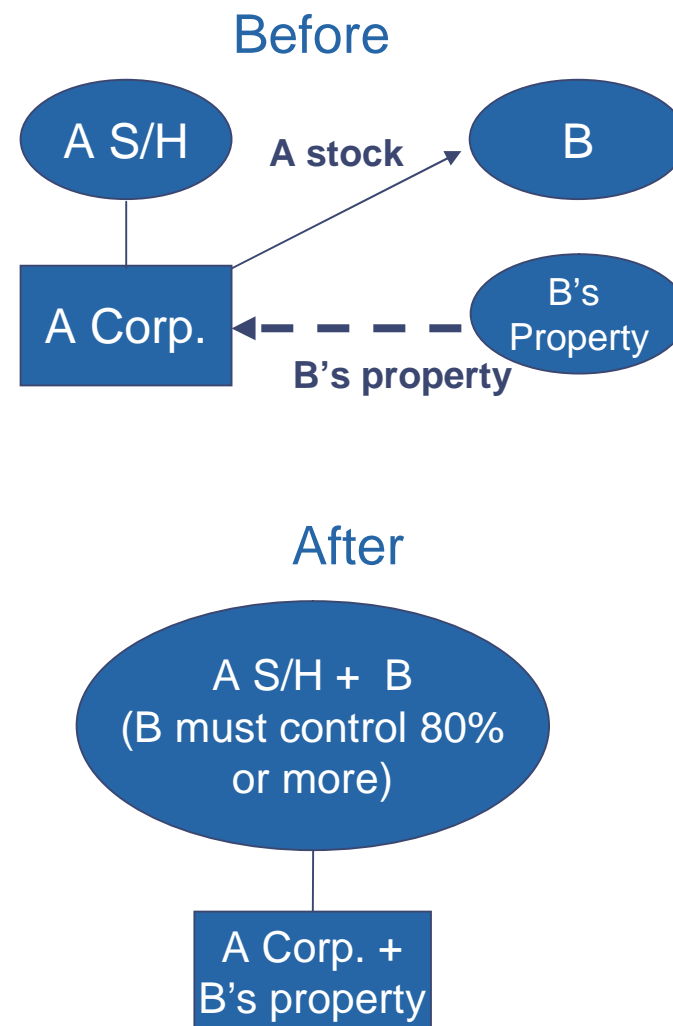 Before
A S/H
A stock
B
A Corp.
B's
Property
B's property
After
A S/H + B
(B must control 80%
or more)
A Corp. +
B's property